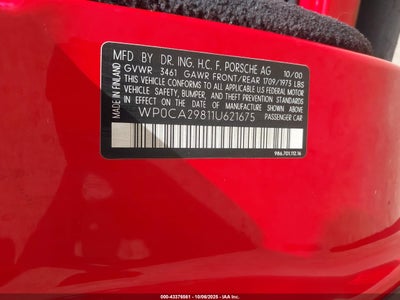 MFD. BY DR. ING. H.C. F. PORSCHE AG 10/00
GVWR 3461 GAWR FRONT/REAR 1709/1973 LBS
THIS VEHICLE CONFORMS TO ALL APPLICABLE U.S. FEDERAL MOTOR
VEHICLE SAFETY, BUMPER, AND THEFT PREVENTION STANDARDS IN
EFFECT ON THE DATE OF MANUFACTURE SHOWN ABOVE.
WP0CA29811U621675
PASSENGER CAR
MADE IN FINLAND
986.701.112.16
000-43376561 - 10/06/2025 - IAA Inc.